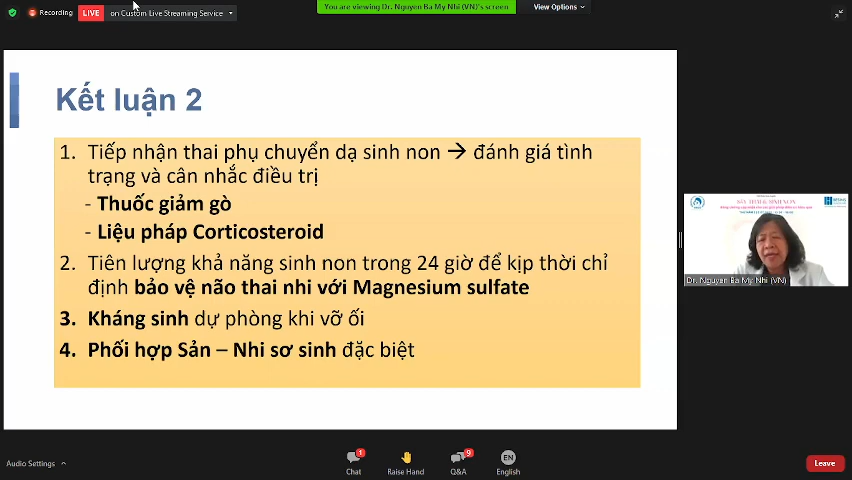 Recording
LIVE
on Custom Live Streaming Service
You are viewing Dr. Nguyen Ba My Nhi (VN)'s screen
View Options
Kết luận 2
1. Tiếp nhận thai phụ chuyển dạ sinh non → đánh giá tình
trạng và cân nhắc điều trị
- Thuốc giảm gò
- Liệu pháp Corticosteroid
2. Tiên lượng khả năng sinh non trong 24 giờ để kịp thời chỉ
định bảo vệ não thai nhi với Magnesium sulfate
3. Kháng sinh dự phòng khi vỡ ối
4. Phối hợp Sản – Nhi sơ sinh đặc biệt
Dr. Nguyen Ba My Nhi (VN)
Audio Settings
1
Chat
Raise Hand
9
Q&A
EN
English
Leave